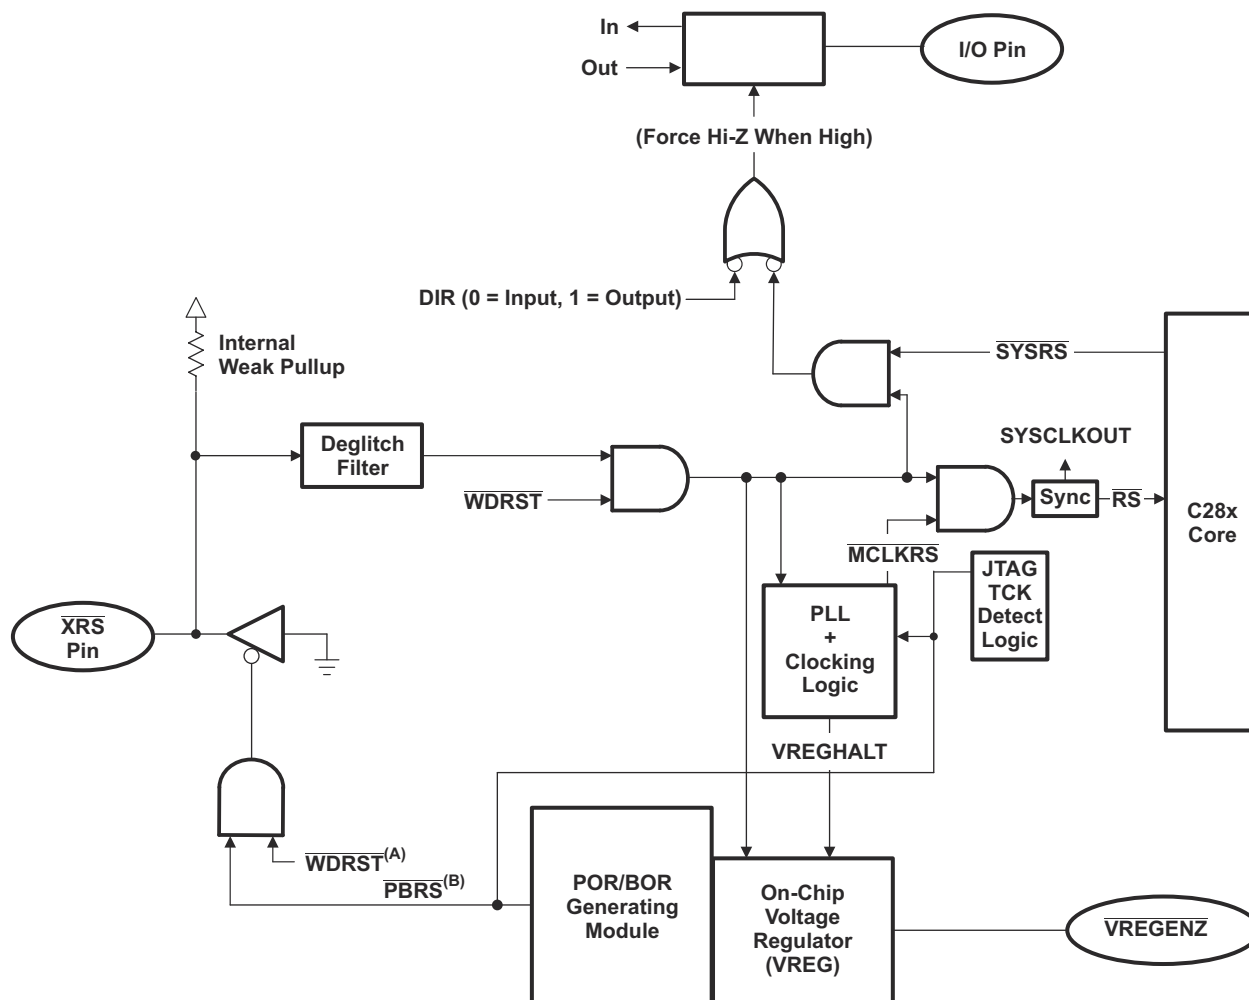 In
Out
I/O Pin
(Force Hi-Z When High)
DIR (0 = Input, 1 = Output)
Internal
Weak Pullup
SYSRS
Deglitch
Filter
SYSCLKOUT
WDRST
Sync
RS
C28x
Core
MCLKRS
JTAG
TCK
Detect
Logic
XRS
Pin
PLL
+
Clocking
Logic
VREGHALT
WDRST(A)
PBRS(B)
POR/BOR
Generating
Module
On-Chip
Voltage
Regulator
(VREG)
VREGENZ